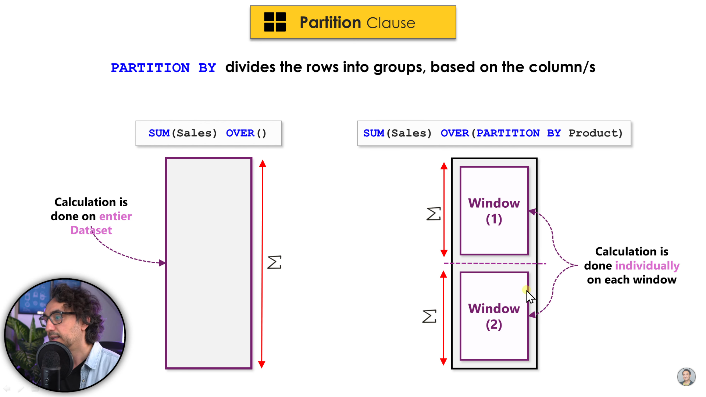 Partition Clause
PARTITION BY divides the rows into groups, based on the column/s
SUM(Sales) OVER()
Calculation is
done on entier
Dataset
Σ
SUM(Sales) OVER(PARTITION BY Product)
Σ
Window
(1)
Σ
Window
(2)
Calculation is
done individually
on each window